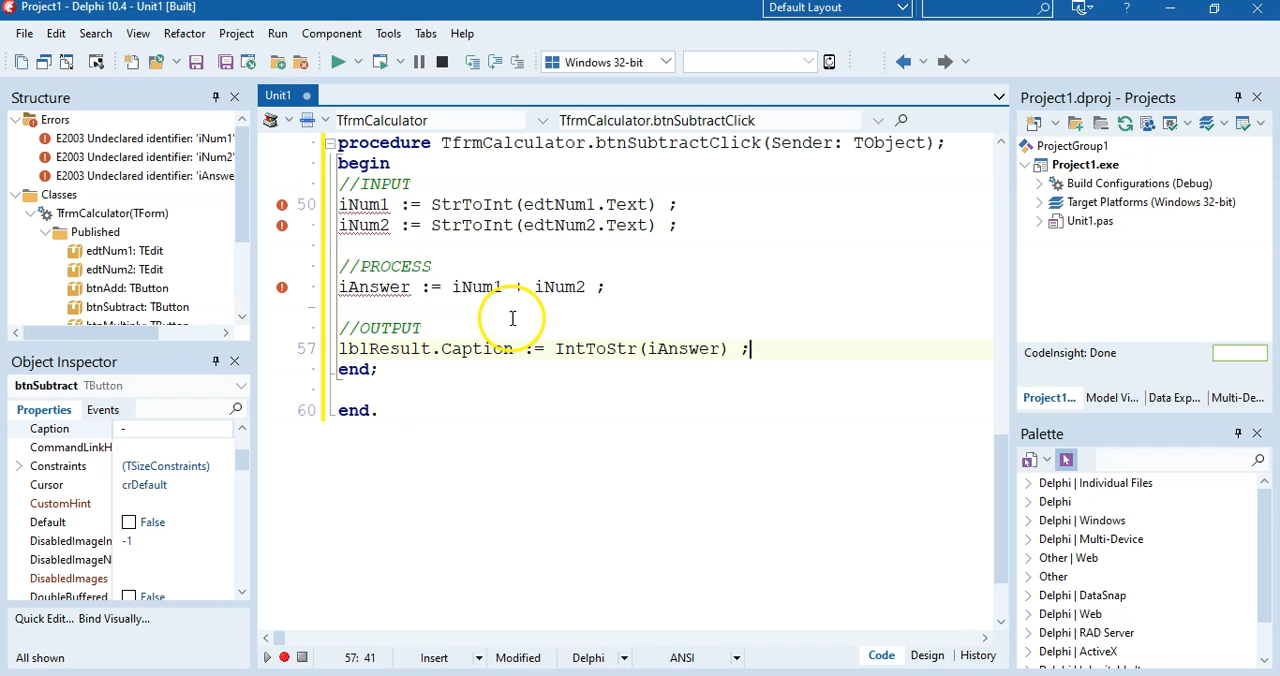 Project1 - Delphi 10.4 - Unit1 [Built]
Default Layout
?
File Edit Search View Refactor Project Run Component Tools Tabs Help
Windows 32-bit
Structure
Errors
E2003 Undeclared identifier: 'iNum1'
E2003 Undeclared identifier: 'iNum2'
E2003 Undeclared identifier: 'iAnswe
Classes
TfrmCalculator(TForm)
Published
edtNum1: TEdit
edtNum2: TEdit
btnAdd: TButton
btnSubtract: TButton
Object Inspector
btnSubtract TButton
Properties Events
Caption -
CommandLinkH
Constraints (TSizeConstraints)
Cursor crDefault
CustomHint
Default False
DisabledImageIn -1
DisabledImageN
DisabledImages
DoubleBuffered False
Quick Edit... Bind Visually...
All shown
Unit1
TfrmCalculator TfrmCalculator.btnSubtractClick
procedure TfrmCalculator.btnSubtractClick(Sender: TObject);
begin
//INPUT
50 iNum1 := StrToInt(edtNum1.Text) ;
iNum2 := StrToInt(edtNum2.Text) ;
//PROCESS
iAnswer := iNum1 + iNum2 ;
//OUTPUT
57 lblResult.Caption := IntToStr(iAnswer) ;
end;
60 end.
57: 41 Insert Modified Delphi ANSI Code Design History
Project1.dproj - Projects
ProjectGroup1
Project1.exe
Build Configurations (Debug)
Target Platforms (Windows 32-bit)
Unit1.pas
CodeInsight: Done
Project1... Model Vi... Data Exp... Multi-De...
Palette
Delphi | Individual Files
Delphi
Delphi | Windows
Delphi | Multi-Device
Other | Web
Other
Delphi | DataSnap
Delphi | Web
RAD Server
Delphi | ActiveX